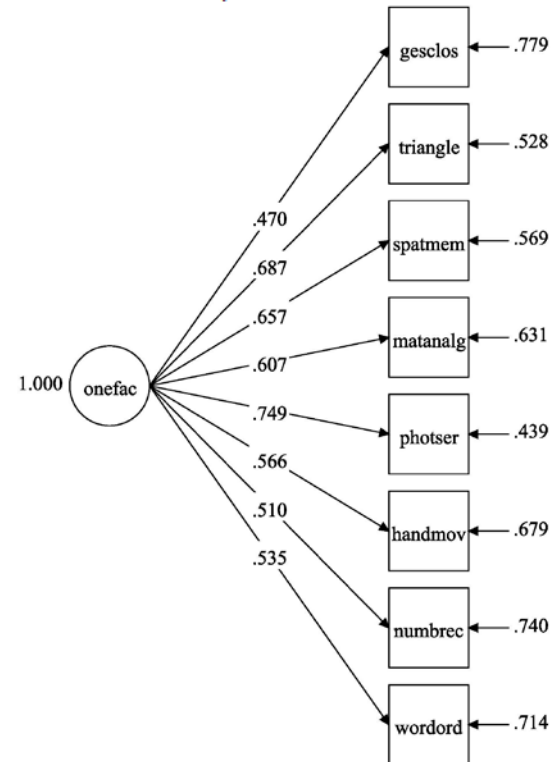 gesclos
.779
triangle
.528
.470
spatmem
.569
.687
.657
matanalg
.631
.607
1.000
onefac
.749
photser
.439
.566
.510
handmov
.679
.535
numbrec
.740
wordord
.714